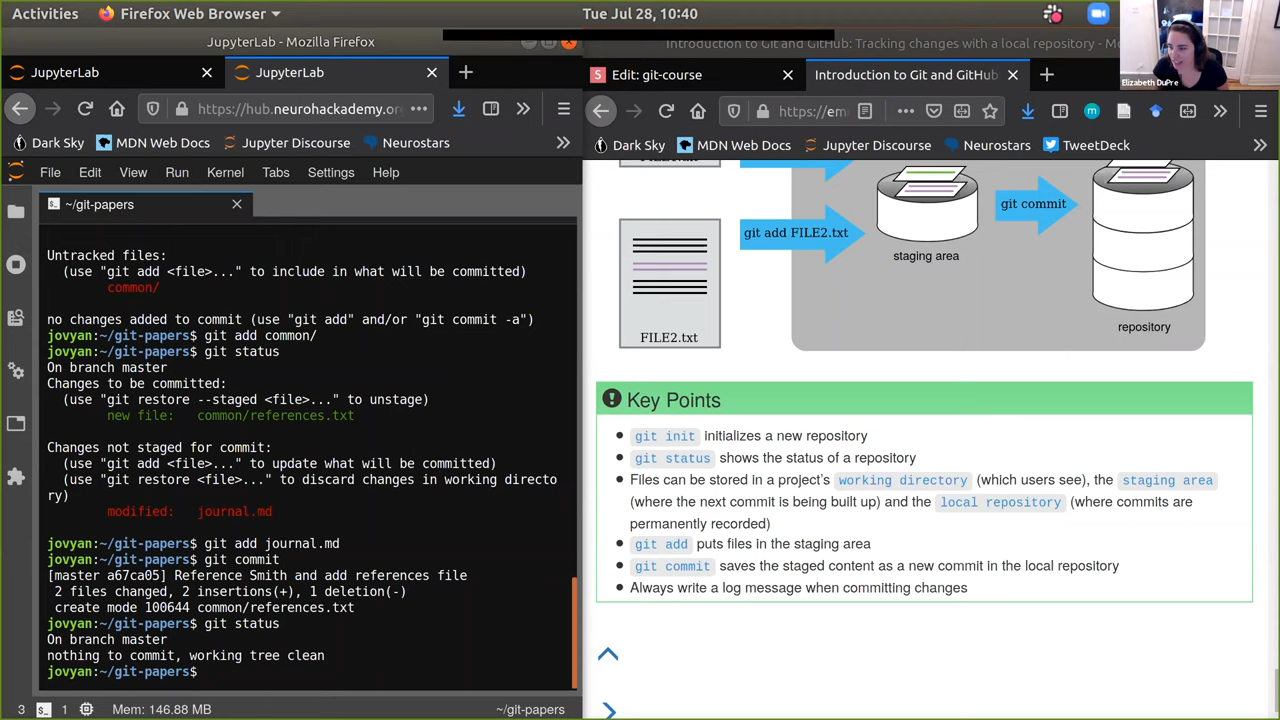 Activities
Firefox Web Browser
Tue Jul 28, 10:40
JupyterLab - Mozilla Firefox
Introduction to Git and GitHub: Tracking changes with a local repository - Mo
Elizabeth DuPre
JupyterLab
JupyterLab
Edit: git-course
Introduction to Git and GitHub
https://hub.neurohackademy.or
https://em
Dark Sky
MDN Web Docs
Jupyter Discourse
Neurostars
Dark Sky
MDN Web Docs
Jupyter Discourse
Neurostars
TweetDeck
File Edit View Run Kernel Tabs Settings Help
~/git-papers
Untracked files:
(use "git add <file>..." to include in what will be committed)
common/
no changes added to commit (use "git add" and/or "git commit -a")
jovyan:~/git-papers$ git add common/
jovyan:~/git-papers$ git status
On branch master
Changes to be committed:
(use "git restore --staged <file>..." to unstage)
new file: common/references.txt
Changes not staged for commit:
(use "git add <file>..." to update what will be committed)
(use "git restore <file>..." to discard changes in working directo
ry)
modified: journal.md
jovyan:~/git-papers$ git add journal.md
jovyan:~/git-papers$ git commit
[master a67ca05] Reference Smith and add references file
2 files changed, 2 insertions(+), 1 deletion(-)
create mode 100644 common/references.txt
jovyan:~/git-papers$ git status
On branch master
nothing to commit, working tree clean
jovyan:~/git-papers$
3
1
Mem: 146.88 MB
~/git-papers
git commit
git add FILE2.txt
staging area
FILE2.txt
repository
Key Points
git init initializes a new repository
git status shows the status of a repository
Files can be stored in a project's working directory (which users see), the staging area
(where the next commit is being built up) and the local repository (where commits are
permanently recorded)
git add puts files in the staging area
git commit saves the staged content as a new commit in the local repository
Always write a log message when committing changes